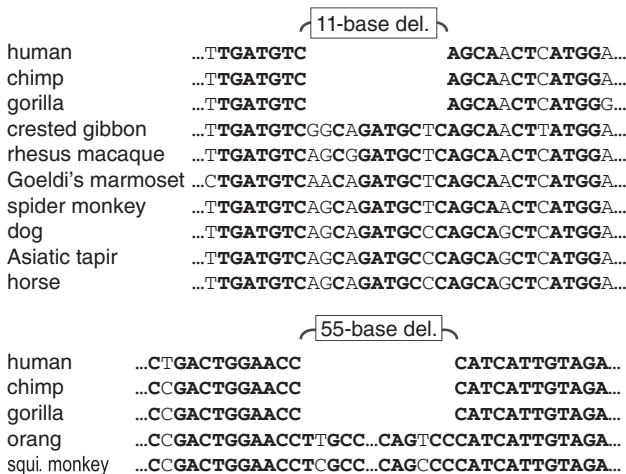 11-base del.
human ...TTGATGTC AGCAACTCATGGA...
chimp ...TTGATGTC AGCAACTCATGGA...
gorilla ...TTGATGTC AGCAACTCATGGG...
crested gibbon ...TTGATGTCGGCAGATGCTCAGCAACTTATGGA...
rhesus macaque ...TTGATGTCAGCGGATGCTCAGCAACTCATGGA...
Goeldi's marmoset ...CTGATGTCAACAGATGCTCAGCAACTCATGGA...
spider monkey ...TTGATGTCAGCAGATGCTCAGCAACTCATGGA...
dog ...TTGATGTCAGCAGATGCCCAGCAGCTCATGGA...
Asiatic tapir ...TTGATGTCAGCAGATGCCCAGCAGCTCATGGA...
horse ...TTGATGTCAGCAGATGCCCAGCAGCTCATGGA...
55-base del.
human ...CTGACTGGAACC CATCATTGTAGA...
chimp ...CCGACTGGAACC CATCATTGTAGA...
gorilla ...CCGACTGGAACC CATCATTGTAGA...
orang ...CCGACTGGAACCTTGCC...CAGTCCCATCATTGTAGA...
squi. monkey ...CCGACTGGAACCTCGCC...CAGCCCCATCATTGTAGA...